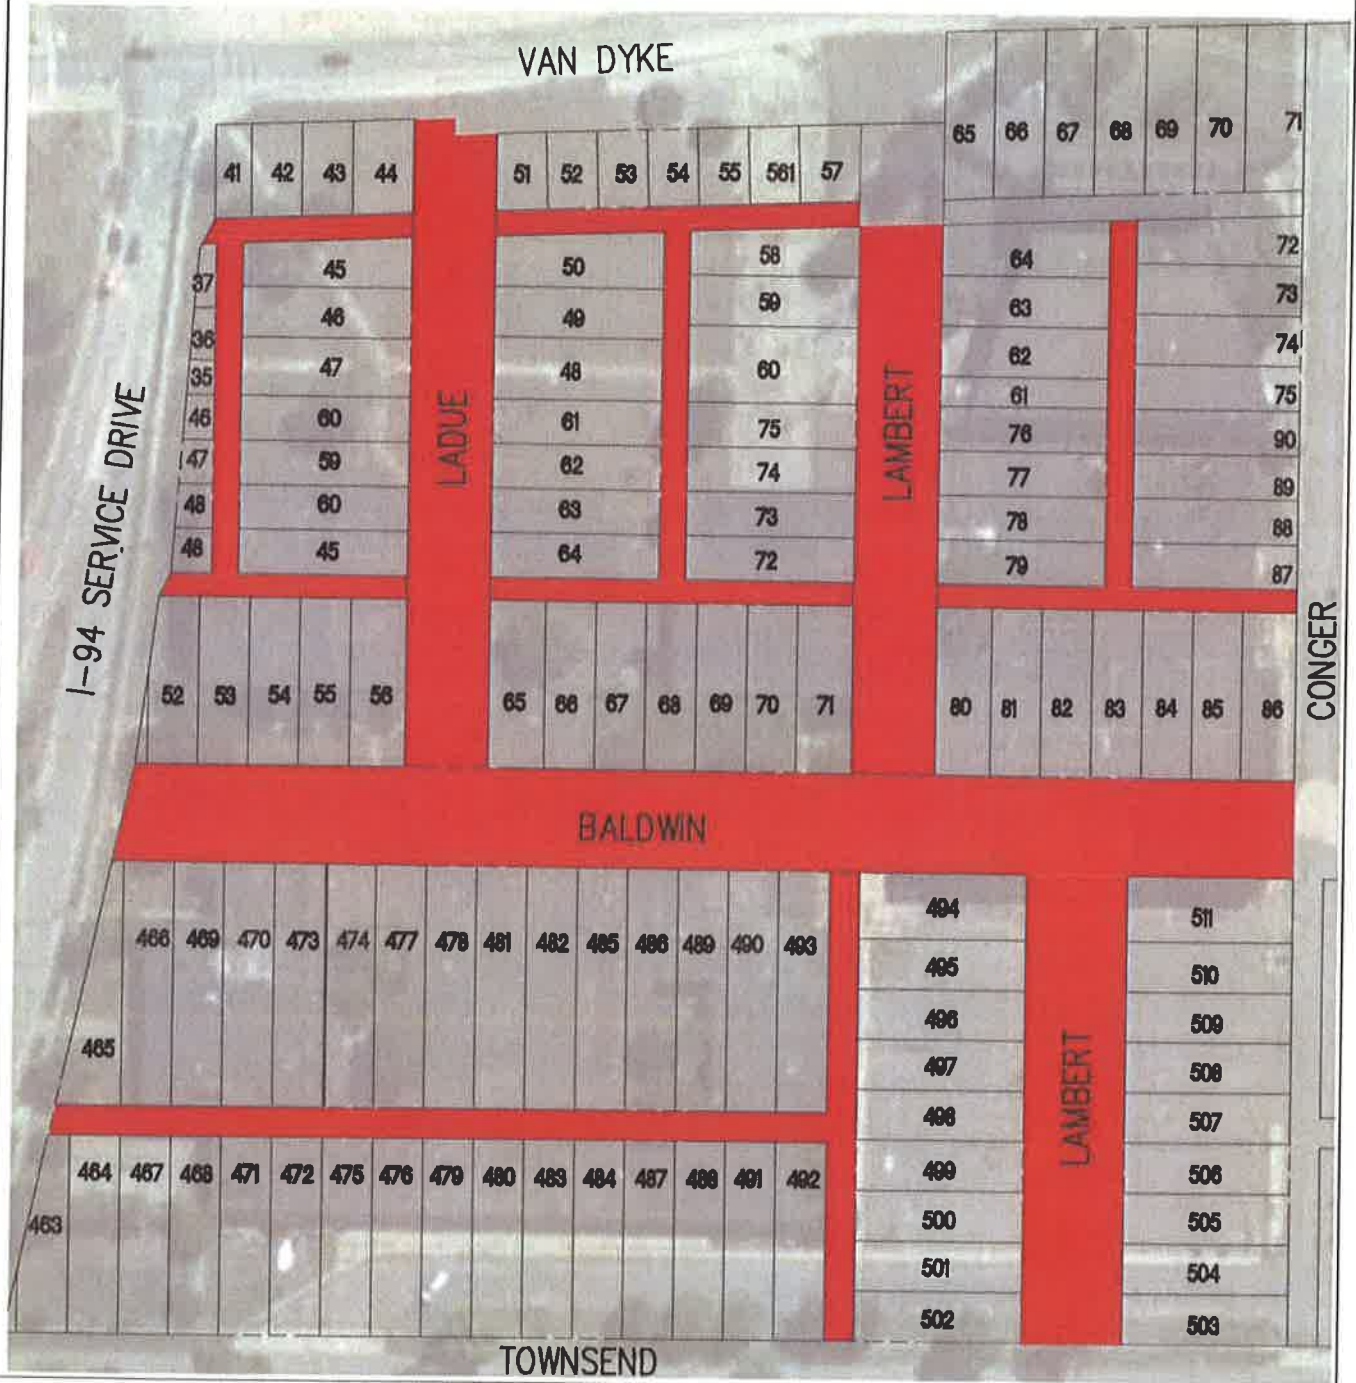 VAN DYKE
65 66 67 68 69 70 71
41 42 43 44 51 52 53 54 55 561 57
37 45 50 58 64 72
36 46 49 59 63 73
35 47 48 60 62 74
46 60 61 75 61 75
47 59 62 74 76 90
48 60 63 73 77 89
48 45 64 72 78 88
79 87
I-94 SERVICE DRIVE
LADUE
LAMBERT
CONGER
52 53 54 55 56 65 66 67 68 69 70 71 80 81 82 83 84 85 86
BALDWIN
465 466 469 470 473 474 477 478 481 482 485 486 489 490 493
494 511
495 510
496 509
497 508
498 507
499 506
500 505
501 504
502 503
LAMBERT
463 464 467 468 471 472 475 476 479 480 483 484 487 488 491 492
TOWNSEND